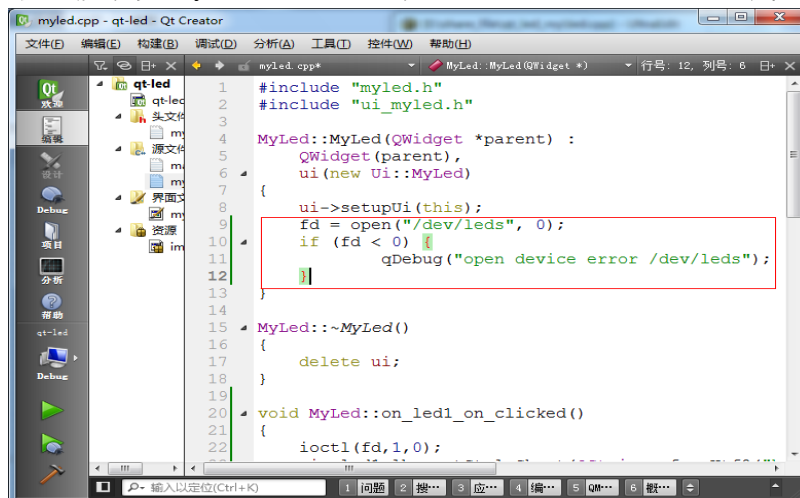 myled.cpp - qt-led - Qt Creator
文件(F) 编辑(E) 构建(B) 调试(D) 分析(A) 工具(T) 控件(W) 帮助(H)
myled.cpp* MyLed::MyLed(QWidget *) 行号: 12, 列号: 6
欢迎
编辑
设计
Debug
项目
分析
帮助
qt-led
Debug
qt-led
qt-led
头文件
my
源文件
ma
my
界面文
my
资源
im
1 #include "myled.h"
2 #include "ui_myled.h"
3
4 MyLed::MyLed(QWidget *parent) :
5 QWidget(parent),
6 ui(new Ui::MyLed)
7 {
8 ui->setupUi(this);
9 fd = open("/dev/leds", 0);
10 if (fd < 0) {
11 qDebug("open device error /dev/leds");
12 }
13 }
14
15 MyLed::~MyLed()
16 {
17 delete ui;
18 }
19
20 void MyLed::on_led1_on_clicked()
21 {
22 ioctl(fd,1,0);
输入以定位(Ctrl+K) 1 问题 2 搜… 3 应… 4 编… 5 QM… 6 概…